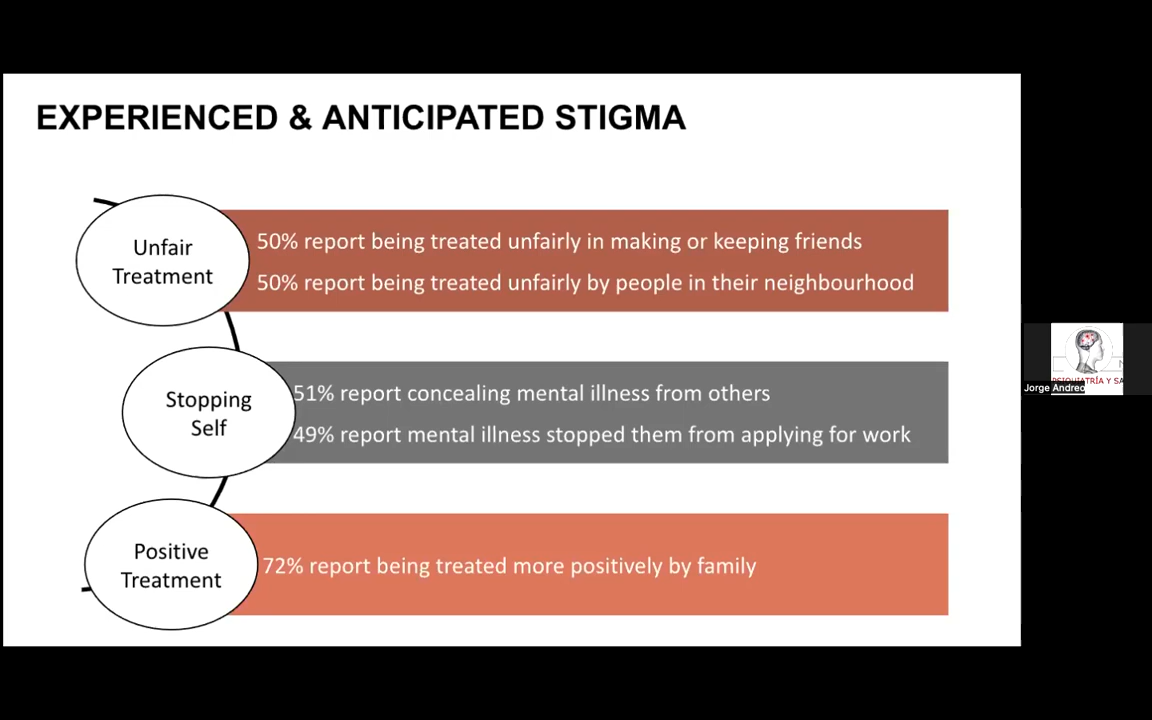 EXPERIENCED & ANTICIPATED STIGMA
Unfair
Treatment
50% report being treated unfairly in making or keeping friends
50% report being treated unfairly by people in their neighbourhood
Stopping
Self
51% report concealing mental illness from others
49% report mental illness stopped them from applying for work
Positive
Treatment
72% report being treated more positively by family
PSIQUIATRÍA Y SA
Jorge Andreo